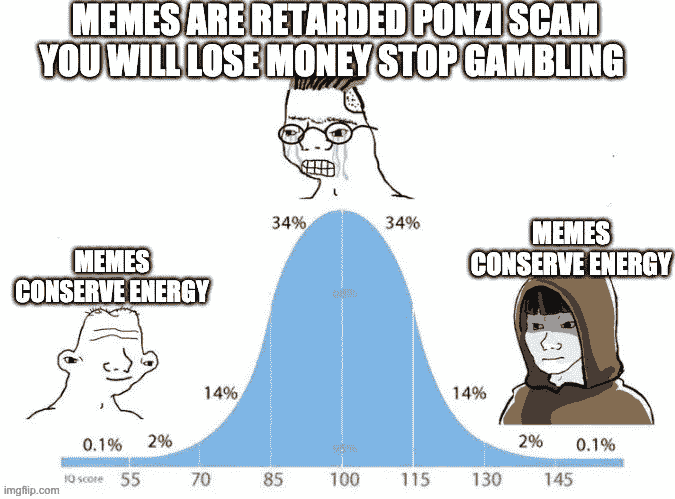 MEMES ARE RETARDED PONZI SCAM
YOU WILL LOSE MONEY STOP GAMBLING
MEMES
CONSERVE ENERGY
MEMES
CONSERVE ENERGY
34% 34%
14% 14%
0.1% 2% 2% 0.1%
IQ score 55 70 85 100 115 130 145
imgflip.com